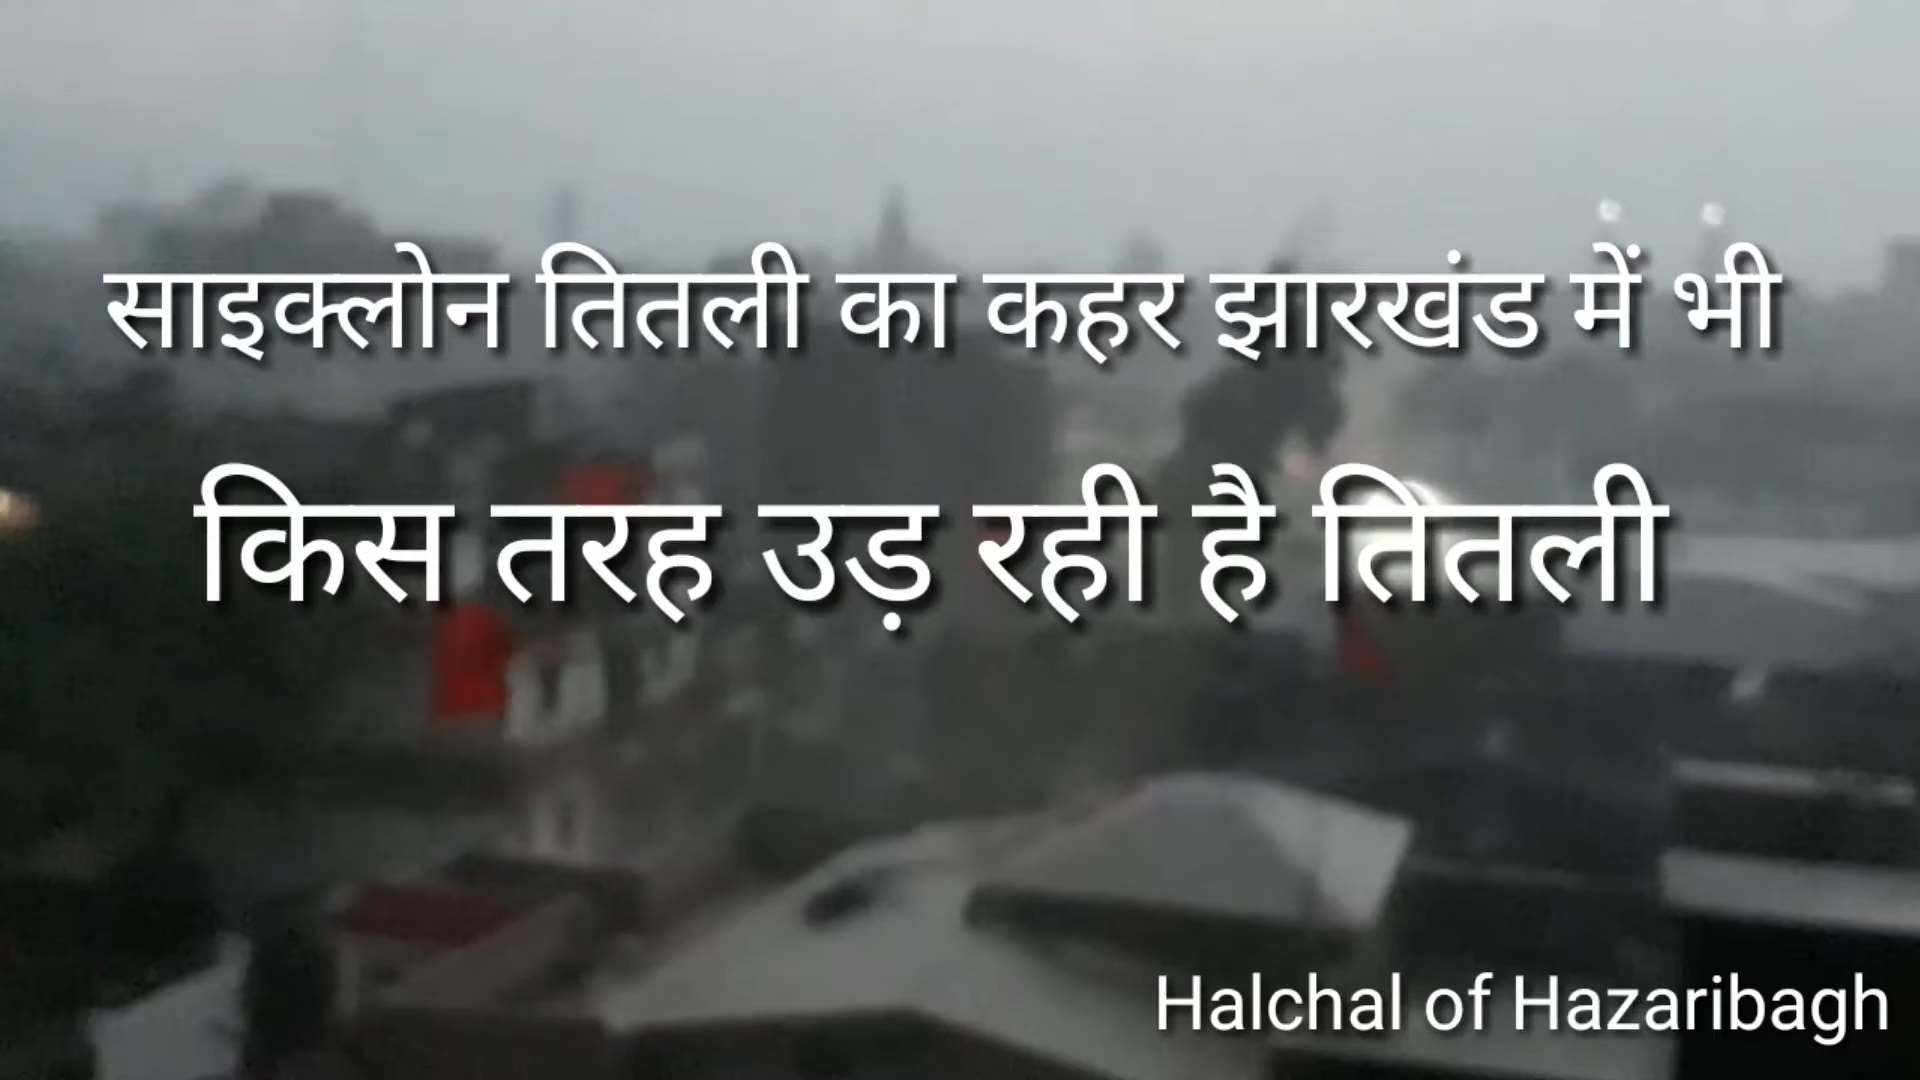 साइक्लोन तितली का कहर झारखंड में भी
किस तरह उड़ रही है तितली
Halchal of Hazaribagh